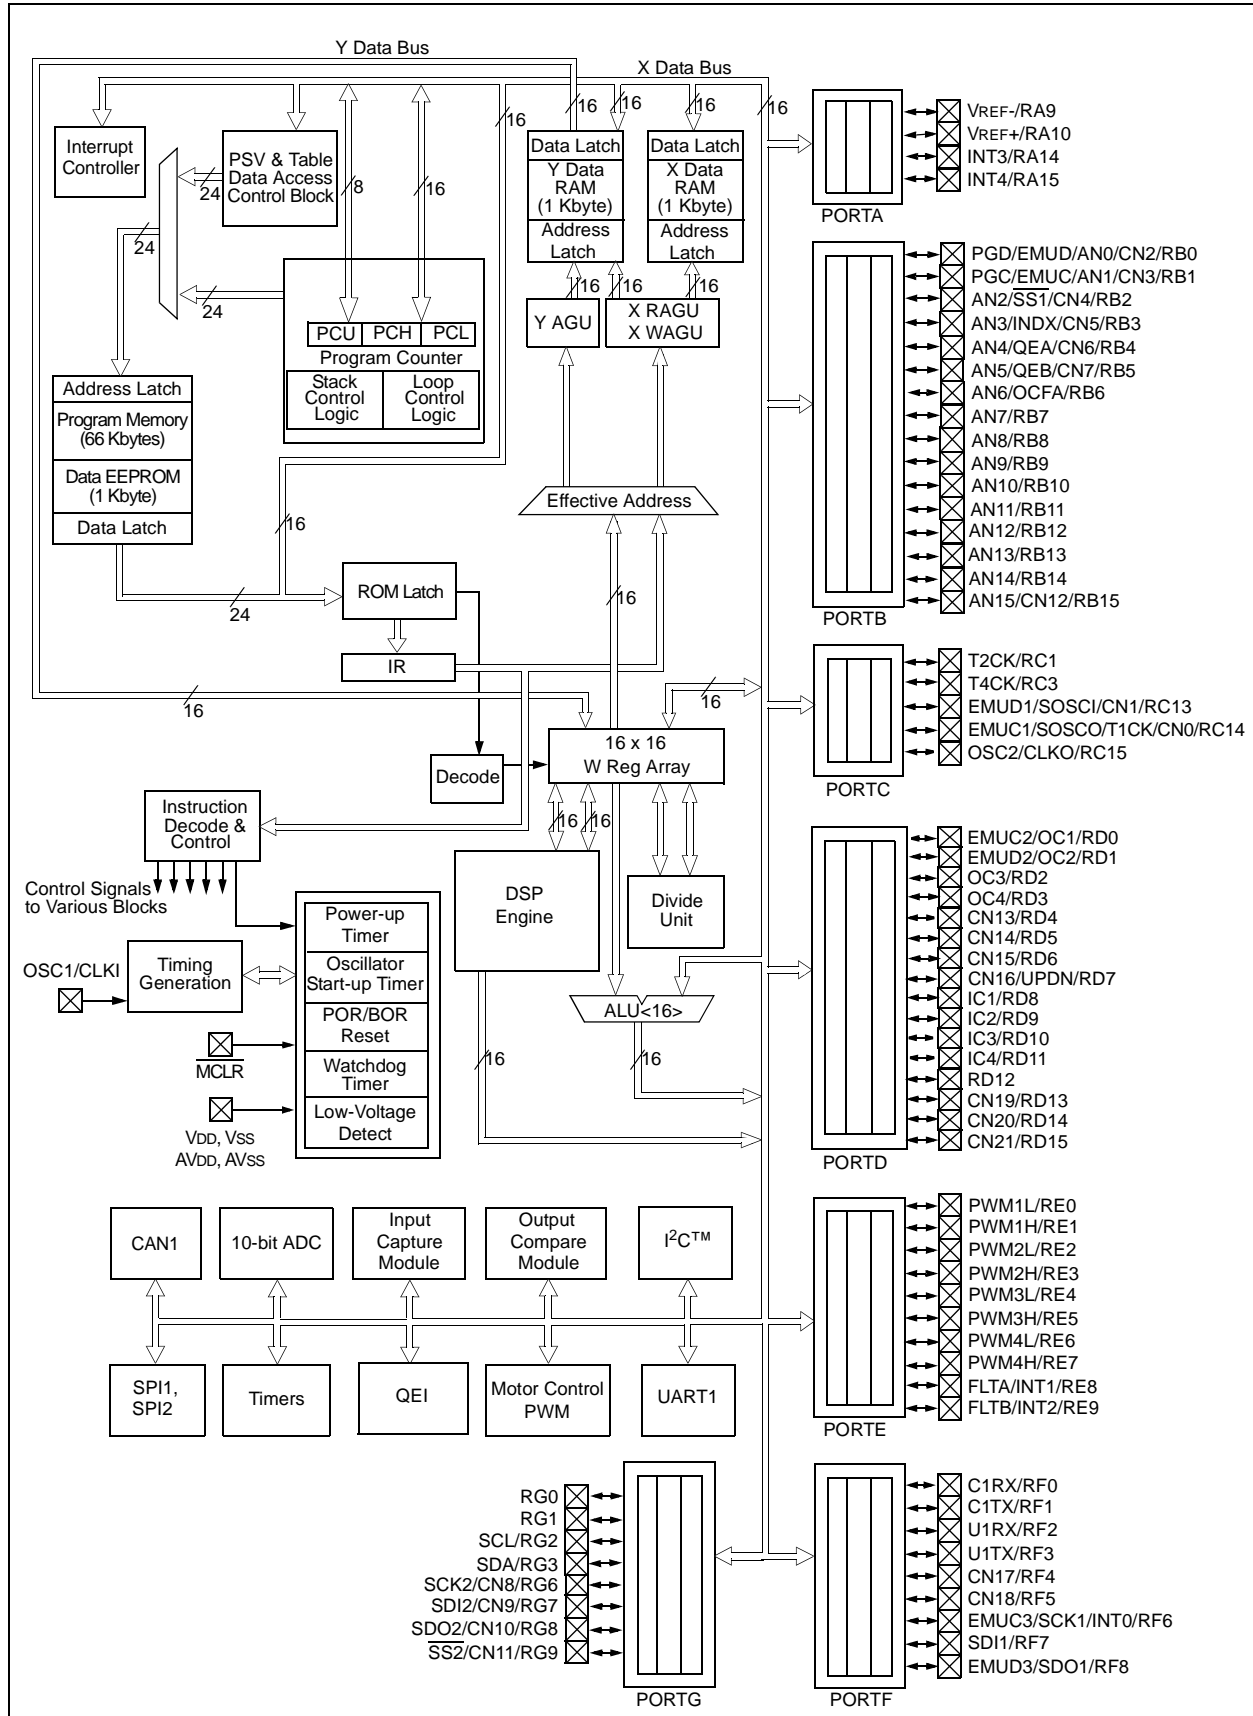 Y Data Bus
X Data Bus
16
16
16
16
16
Interrupt
Controller
PSV & Table
Data Access
Control Block
24
8
16
24
24
Data Latch
Y Data
RAM
(1 Kbyte)
Address
Latch
Data Latch
X Data
RAM
(1 Kbyte)
Address
Latch
16
16
16
Y AGU
X RAGU
X WAGU
PCU
PCH
PCL
Program Counter
Stack
Control
Logic
Loop
Control
Logic
Address Latch
Program Memory
(66 Kbytes)
Data EEPROM
(1 Kbyte)
Data Latch
Effective Address
16
24
ROM Latch
16
IR
16
16
16 x 16
W Reg Array
Decode
Instruction
Decode &
Control
16
16
Control Signals
to Various Blocks
DSP
Engine
Divide
Unit
Power-up
Timer
Oscillator
Start-up Timer
POR/BOR
Reset
Watchdog
Timer
Low-Voltage
Detect
OSC1/CLKI
Timing
Generation
MCLR
VDD, VSS
AVDD, AVSS
ALU<16>
16
16
CAN1
10-bit ADC
Input
Capture
Module
Output
Compare
Module
I2C™
SPI1,
SPI2
Timers
QEI
Motor Control
PWM
UART1
VREF-/RA9
VREF+/RA10
INT3/RA14
INT4/RA15
PORTA
PGD/EMUD/AN0/CN2/RB0
PGC/EMUC/AN1/CN3/RB1
AN2/SS1/CN4/RB2
AN3/INDX/CN5/RB3
AN4/QEA/CN6/RB4
AN5/QEB/CN7/RB5
AN6/OCFA/RB6
AN7/RB7
AN8/RB8
AN9/RB9
AN10/RB10
AN11/RB11
AN12/RB12
AN13/RB13
AN14/RB14
AN15/CN12/RB15
PORTB
T2CK/RC1
T4CK/RC3
EMUD1/SOSCI/CN1/RC13
EMUC1/SOSCO/T1CK/CN0/RC14
OSC2/CLKO/RC15
PORTC
EMUC2/OC1/RD0
EMUD2/OC2/RD1
OC3/RD2
OC4/RD3
CN13/RD4
CN14/RD5
CN15/RD6
CN16/UPDN/RD7
IC1/RD8
IC2/RD9
IC3/RD10
IC4/RD11
RD12
CN19/RD13
CN20/RD14
CN21/RD15
PORTD
PWM1L/RE0
PWM1H/RE1
PWM2L/RE2
PWM2H/RE3
PWM3L/RE4
PWM3H/RE5
PWM4L/RE6
PWM4H/RE7
FLTA/INT1/RE8
FLTB/INT2/RE9
PORTE
RG0
RG1
SCL/RG2
SDA/RG3
SCK2/CN8/RG6
SDI2/CN9/RG7
SDO2/CN10/RG8
SS2/CN11/RG9
PORTG
C1RX/RF0
C1TX/RF1
U1RX/RF2
U1TX/RF3
CN17/RF4
CN18/RF5
EMUC3/SCK1/INT0/RF6
SDI1/RF7
EMUD3/SDO1/RF8
PORTF